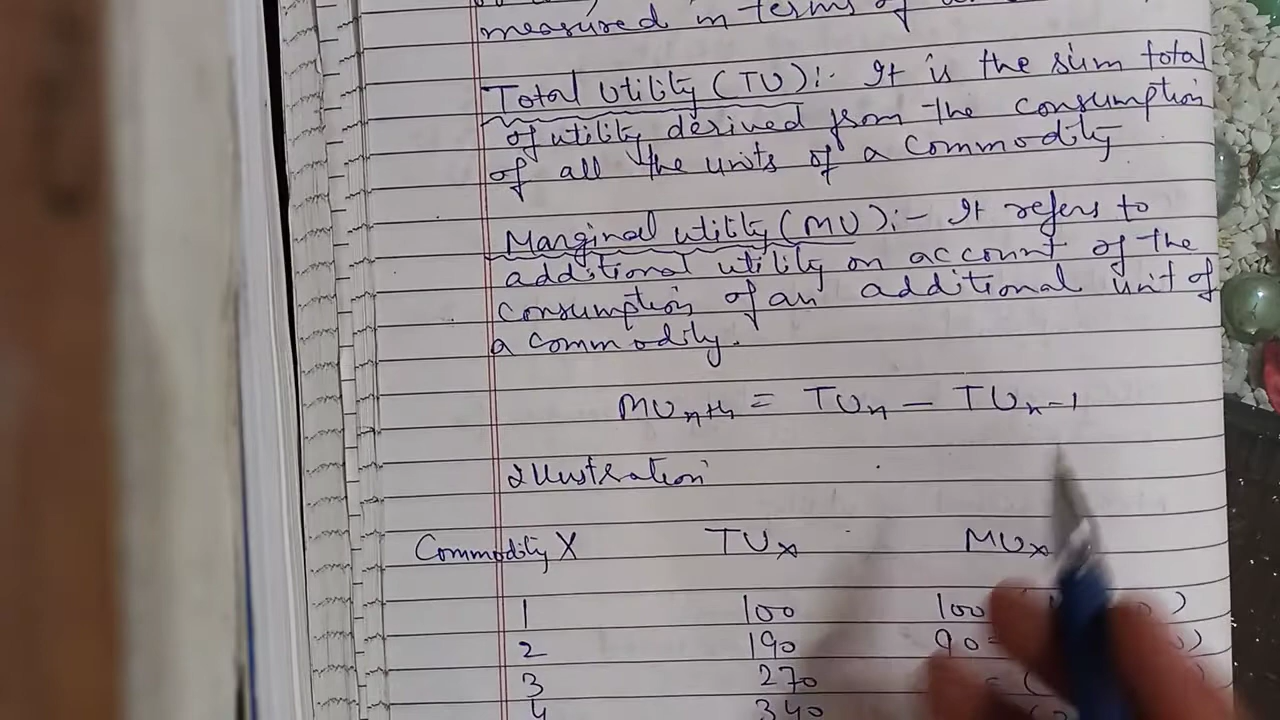 measured in terms of
Total Utility (TU):- It is the sum total
of utility derived from the consumption
of all the units of a commodity
Marginal utility (MU):- It refers to
additional utility on account of the
consumption of an additional unit of
a commodity.
MUnth = TUn - TUn-1
Illustration
Commodity X TUx MUx
1 100 100 )
2 190 90= )
3 270 = (
4 340 (